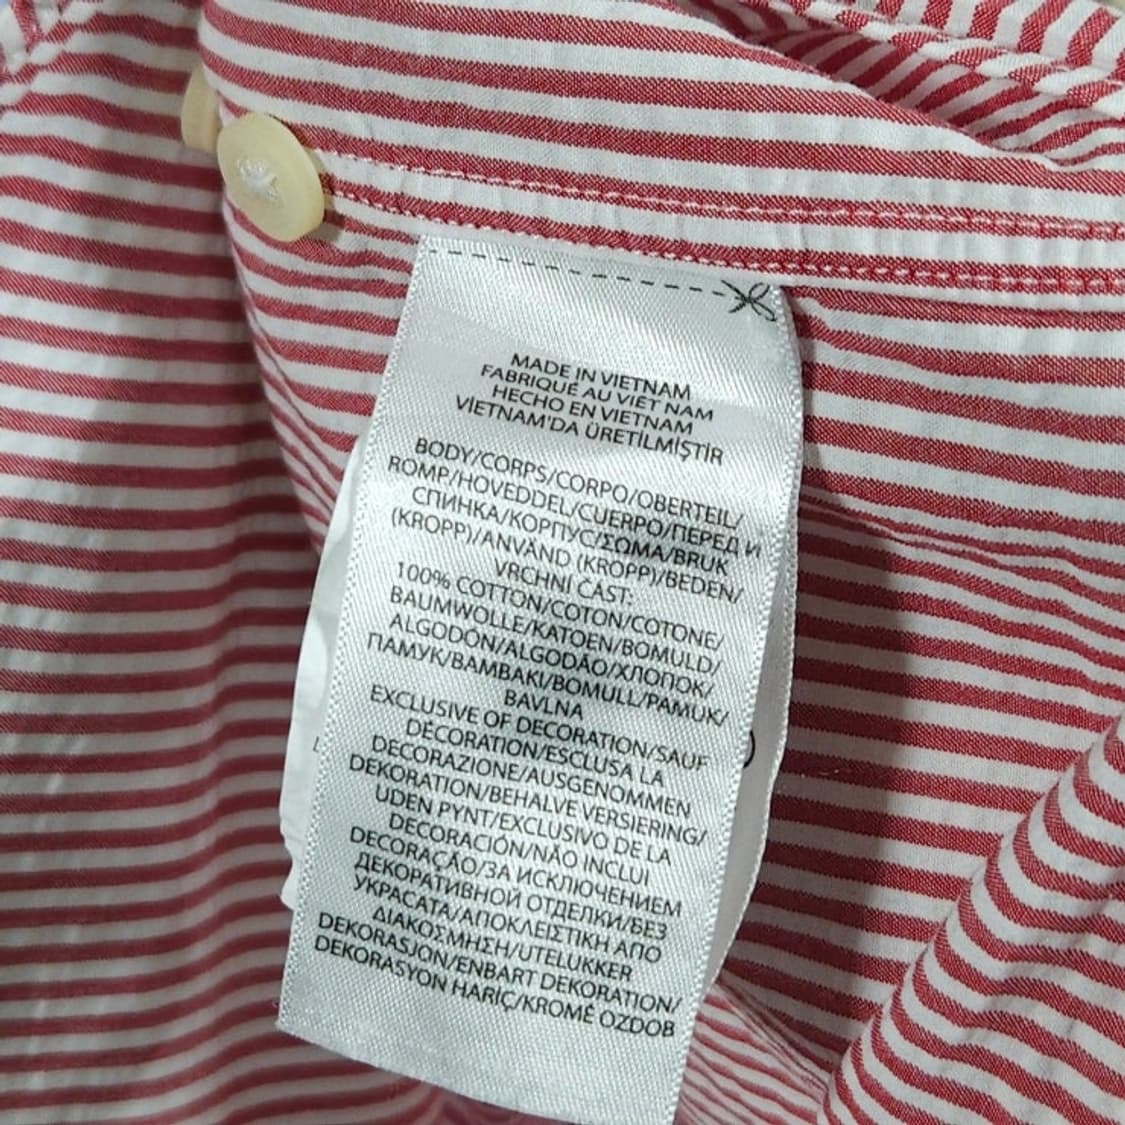 MADE IN VIETNAM
FABRIQUÉ AU VIÊT NAM
HECHO EN VIETNAM
VİETNAM'DA ÜRETİLMİŞTİR
BODY/CORPS/CORPO/OBERTEIL/
ROMP/HOVEDDEL/CUERPO/ПЕРЕД И
СПИНКА/КОРПУС/ΣΩΜΑ/BRUK
(KROPP)/ANVÄND (KROPP)/BEDEN/
VRCHNÍ ČÁST:
100% COTTON/COTON/COTONE/
BAUMWOLLE/KATOEN/BOMULD/
ALGODÓN/ALGODÃO/ХЛОПОК/
ПАМУК/ΒΑΜΒΑΚΙ/BOMULL/PAMUK/
BAVLNA
EXCLUSIVE OF DECORATION/SAUF
DÉCORATION/ESCLUSA LA
DECORAZIONE/AUSGENOMMEN
DEKORATION/BEHALVE VERSIERING/
UDEN PYNT/EXCLUSIVO DE LA
DECORACIÓN/NÃO INCLUI
DECORAÇÃO/ЗА ИСКЛЮЧЕНИЕМ
ДЕКОРАТИВНОЙ ОТДЕЛКИ/БЕЗ
УКРАСАТА/ΑΠΟΚΛΕΙΣΤΙΚΗ ΑΠΟ
ΔΙΑΚΟΣΜΗΣΗ/UTELUKKER
DEKORASJON/ENBART DEKORATION/
DEKORASYON HARİÇ/KROMĚ OZDOB